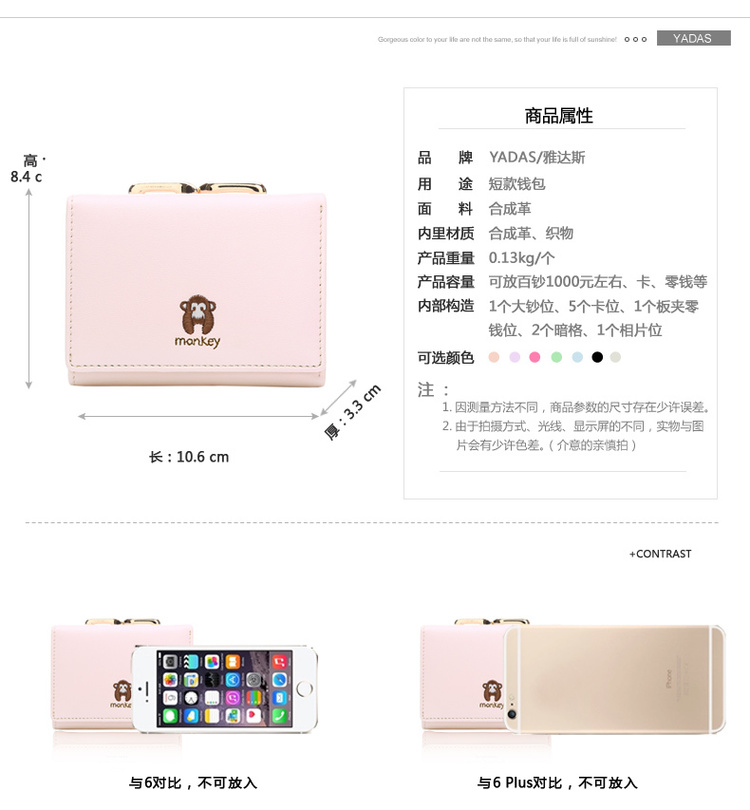 Gorgeous color to your life are not the same, so that your life is full of sunshine!
YADAS
商品属性
品 牌 YADAS/雅达斯
用 途 短款钱包
面 料 合成革
内里材质 合成革、织物
产品重量 0.13kg/个
产品容量 可放百钞1000元左右、卡、零钱等
内部构造 1个大钞位、5个卡位、1个板夹零
钱位、2个暗格、1个相片位
可选颜色
注：
1. 因测量方法不同，商品参数的尺寸存在少许误差。
2. 由于拍摄方式、光线、显示屏的不同，实物与图
片会有少许色差。( 介意的亲慎拍 )
高 ·
8.4 c
monkey
厚：3.3 cm
长：10.6 cm
+CONTRAST
monkey
monkey
iPhone
与6对比，不可放入
与6 Plus对比，不可放入